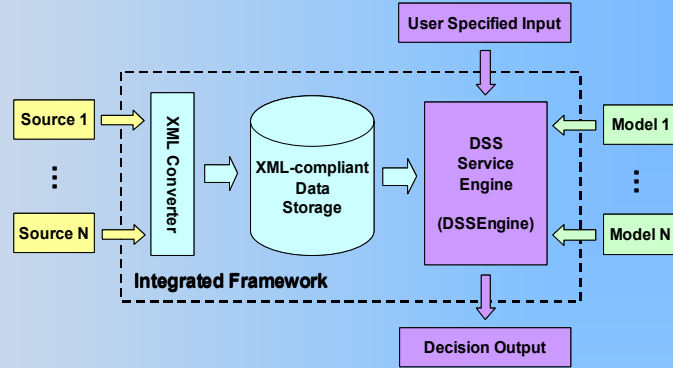 User Specified Input
Source 1
XML Converter
XML-compliant
Data
Storage
DSS
Service
Engine
(DSSEngine)
Model 1
...
...
Source N
Model N
Integrated Framework
Decision Output